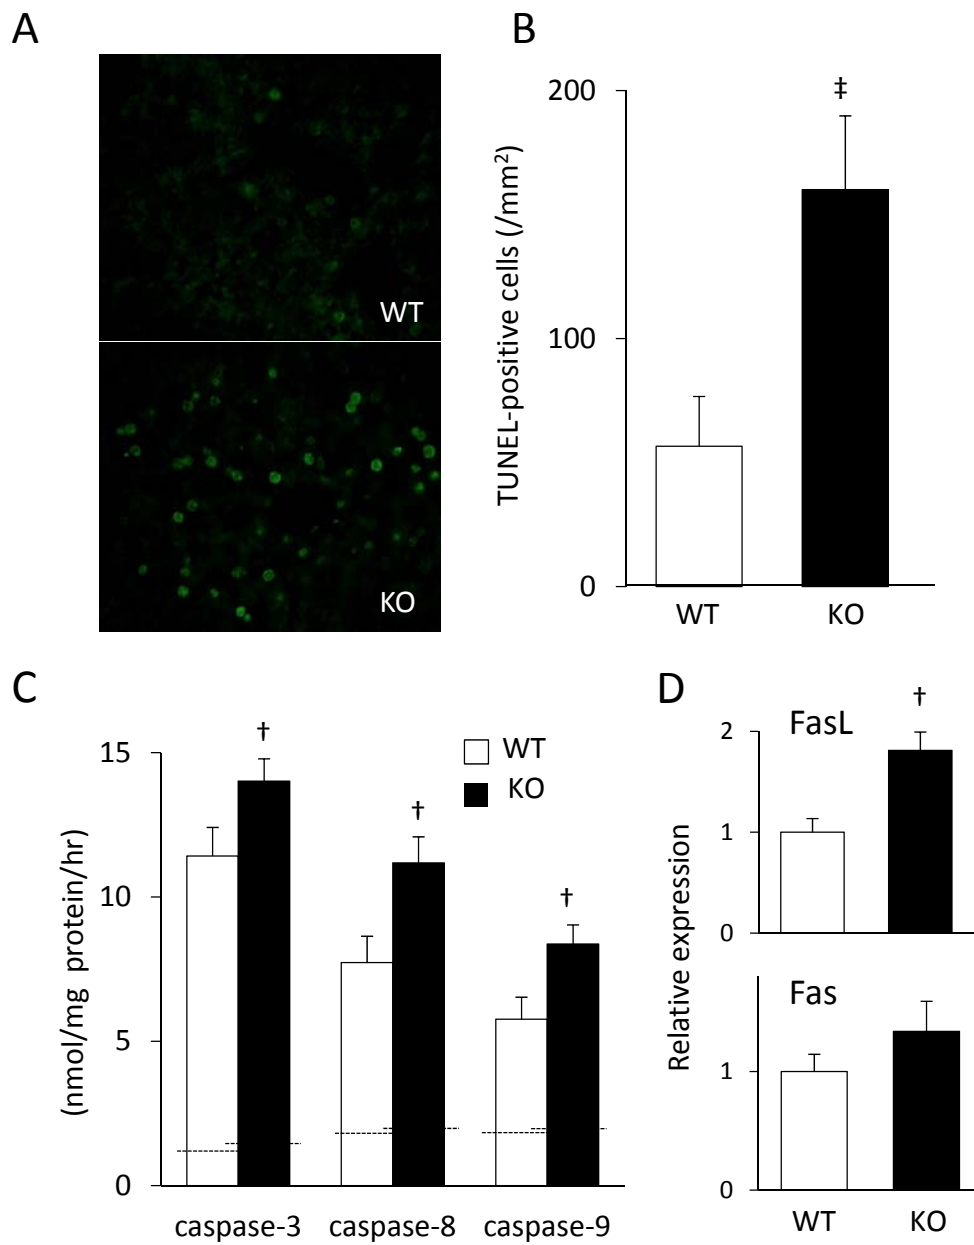 A
WT
KO
B
TUNEL-positive cells (/mm²)
200
100
0
‡
WT
KO
C
(nmol/mg protein/hr)
15
10
5
0
†
†
†
WT
KO
caspase-3
caspase-8
caspase-9
D
Relative expression
FasL
†
2
1
0
Fas
1
0
WT
KO